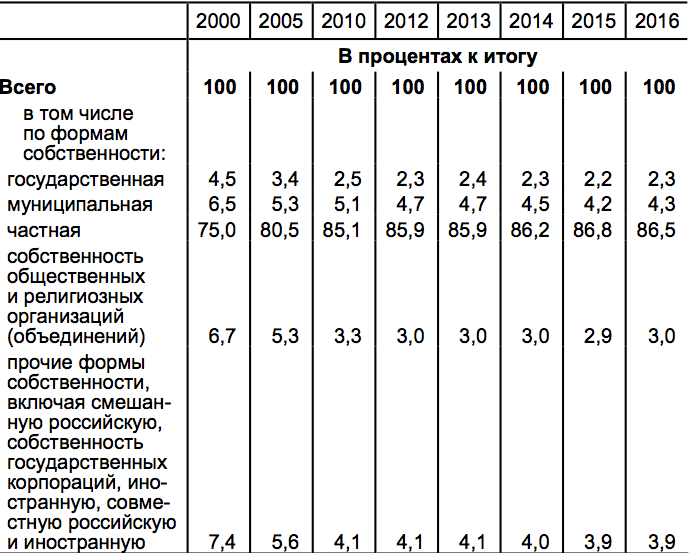 2000 2005 2010 2012 2013 2014 2015 2016
В процентах к итогу
Всего 100 100 100 100 100 100 100 100
в том числе
по формам
собственности:
государственная 4,5 3,4 2,5 2,3 2,4 2,3 2,2 2,3
муниципальная 6,5 5,3 5,1 4,7 4,7 4,5 4,2 4,3
частная 75,0 80,5 85,1 85,9 85,9 86,2 86,8 86,5
собственность
общественных
и религиозных
организаций
(объединений) 6,7 5,3 3,3 3,0 3,0 3,0 2,9 3,0
прочие формы
собственности,
включая смешан-
ную российскую,
собственность
государственных
корпораций, ино-
странную, совме-
стную российскую
и иностранную 7,4 5,6 4,1 4,1 4,1 4,0 3,9 3,9